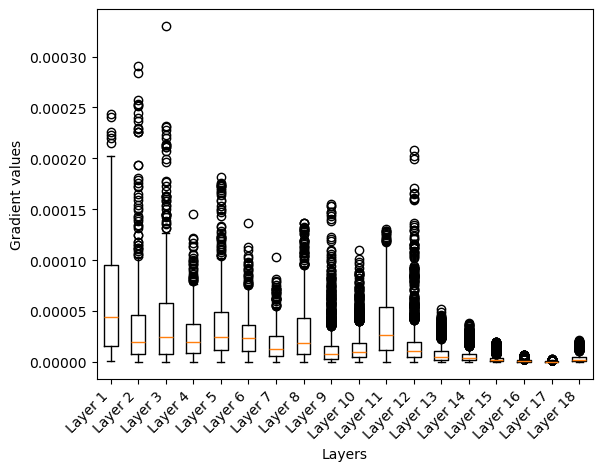 Gradient values
0.00030
0.00025
0.00020
0.00015
0.00010
0.00005
0.00000
Layer 1
Layer 2
Layer 3
Layer 4
Layer 5
Layer 6
Layer 7
Layer 8
Layer 9
Layer 10
Layer 11
Layer 12
Layer 13
Layer 14
Layer 15
Layer 16
Layer 17
Layer 18
Layers